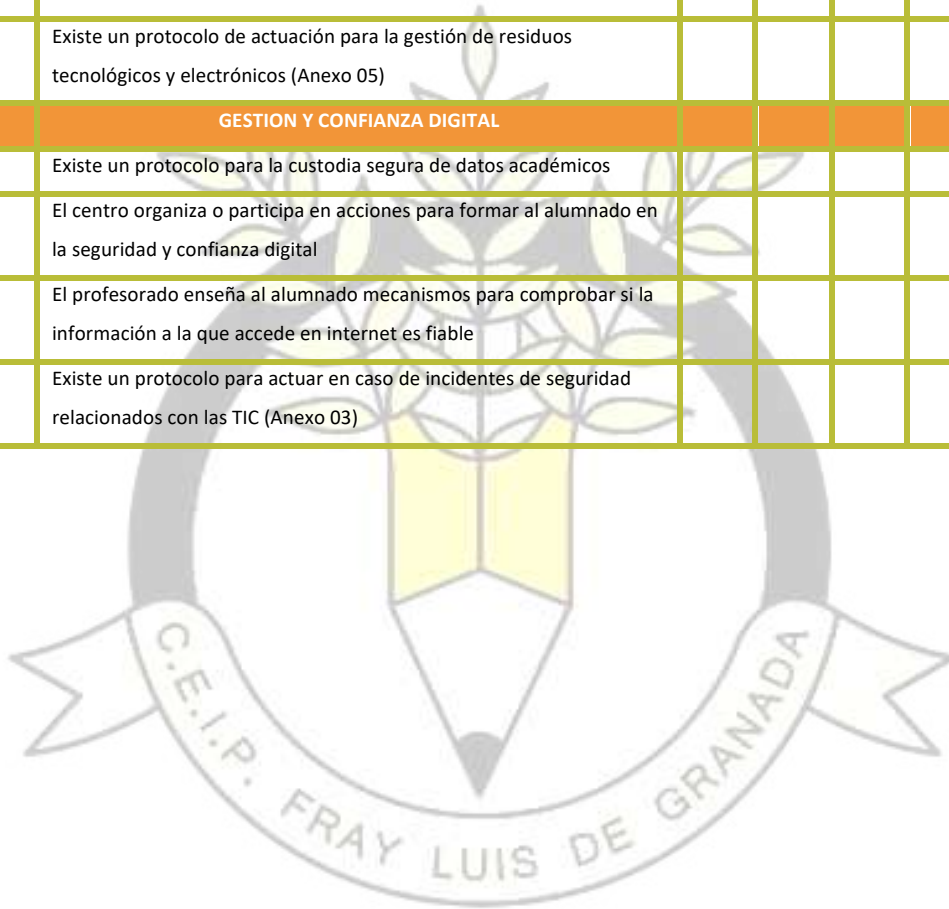 Existe un protocolo de actuación para la gestión de residuos
tecnológicos y electrónicos (Anexo 05)
GESTION Y CONFIANZA DIGITAL
Existe un protocolo para la custodia segura de datos académicos
El centro organiza o participa en acciones para formar al alumnado en
la seguridad y confianza digital
El profesorado enseña al alumnado mecanismos para comprobar si la
información a la que accede en internet es fiable
Existe un protocolo para actuar en caso de incidentes de seguridad
relacionados con las TIC (Anexo 03)
C.E.I.P. FRAY LUIS DE GRANADA